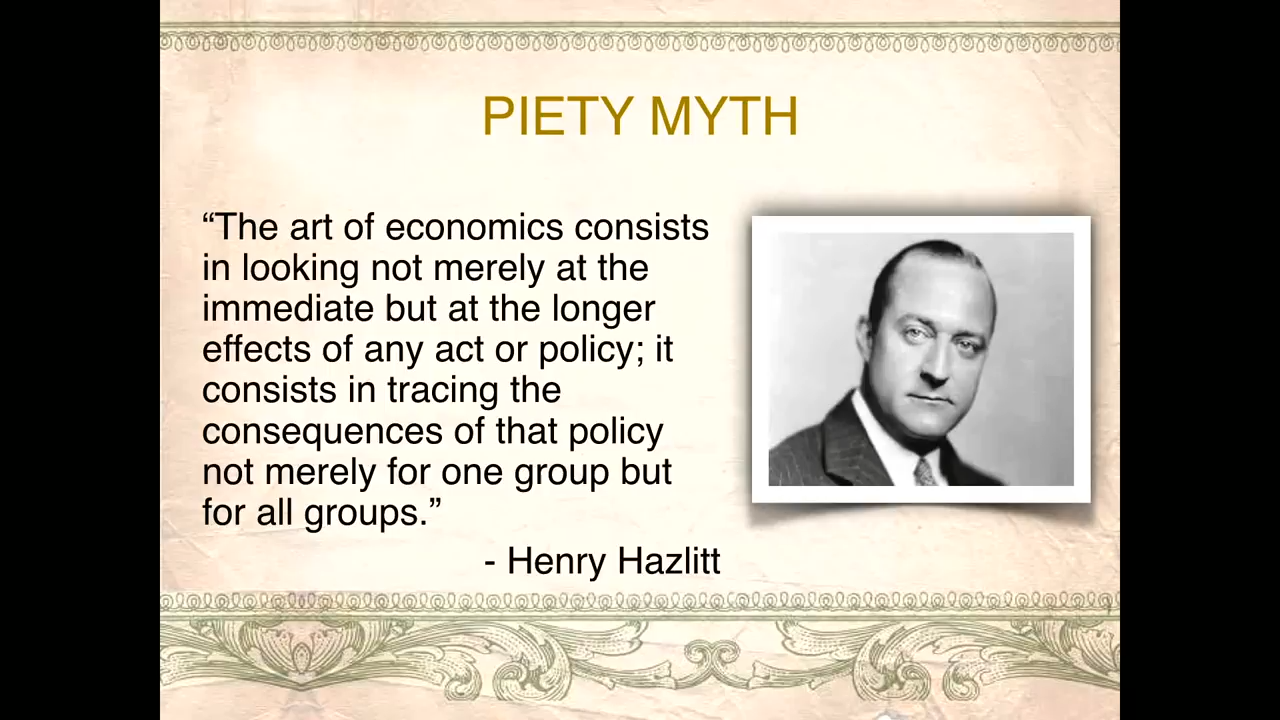 PIETY MYTH
“The art of economics consists
in looking not merely at the
immediate but at the longer
effects of any act or policy; it
consists in tracing the
consequences of that policy
not merely for one group but
for all groups.”
- Henry Hazlitt